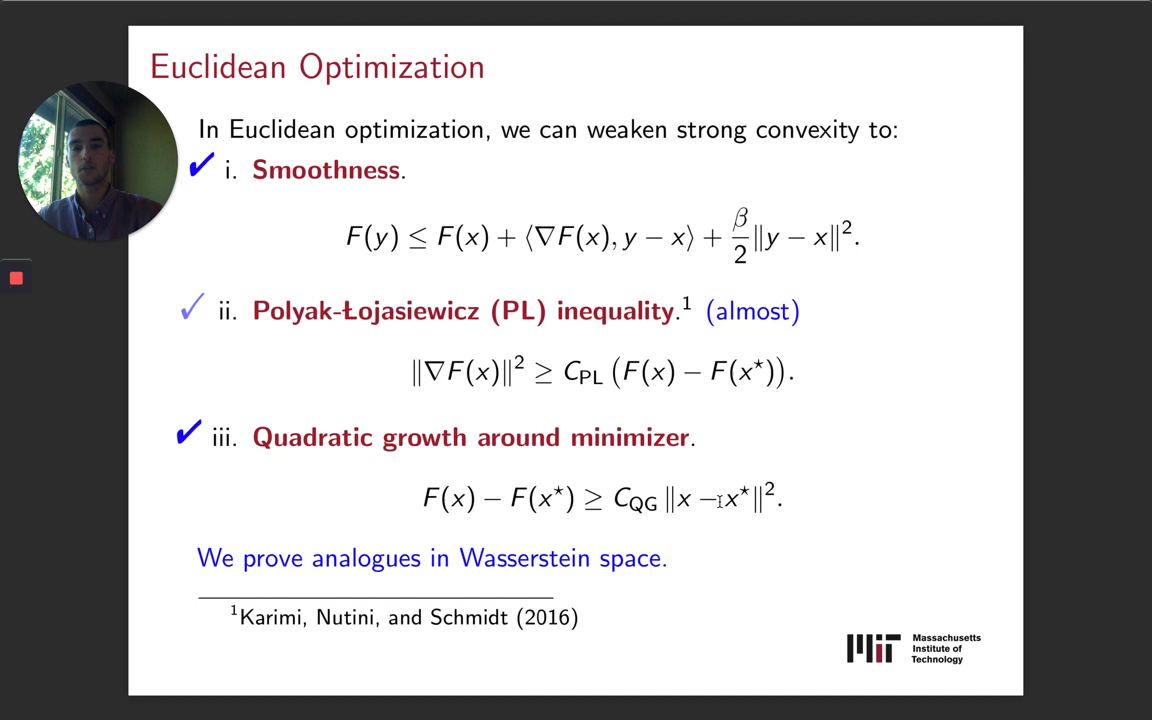 Euclidean Optimization
In Euclidean optimization, we can weaken strong convexity to:
✔ i. Smoothness.
F(y) ≤ F(x) + ⟨∇F(x), y − x⟩ + β/2 ‖y − x‖².
✓ ii. Polyak-Łojasiewicz (PL) inequality.¹ (almost)
‖∇F(x)‖² ≥ C_PL (F(x) − F(x⋆)).
✔ iii. Quadratic growth around minimizer.
F(x) − F(x⋆) ≥ C_QG ‖x − x⋆‖².
We prove analogues in Wasserstein space.
¹Karimi, Nutini, and Schmidt (2016)
MIT
Massachusetts
Institute of
Technology